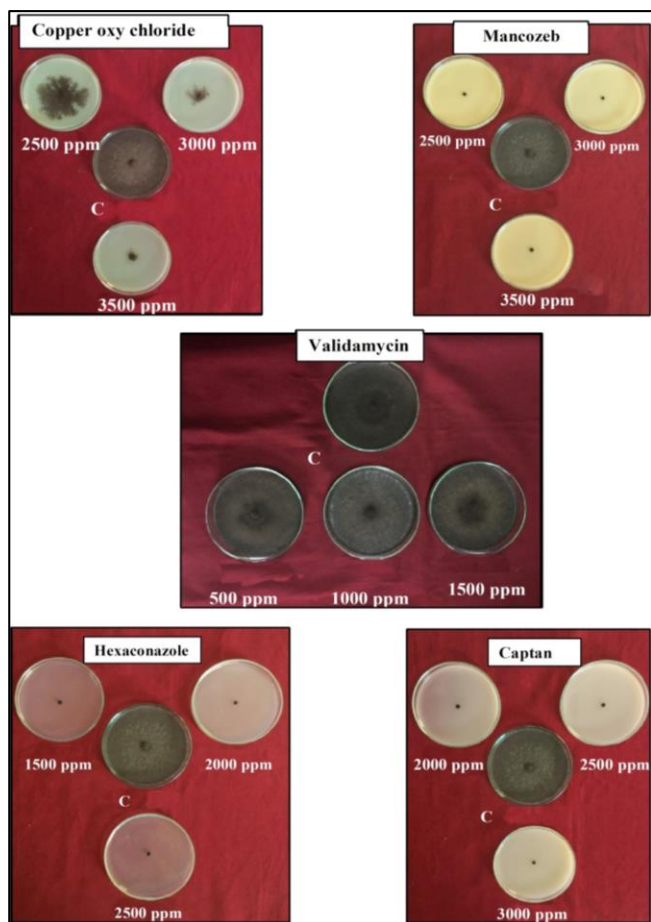 Copper oxy chloride
2500 ppm
3000 ppm
C
3500 ppm
Mancozeb
2500 ppm
3000 ppm
C
3500 ppm
Validamycin
C
500 ppm
1000 ppm
1500 ppm
Hexaconazole
1500 ppm
2000 ppm
C
2500 ppm
Captan
2000 ppm
2500 ppm
C
3000 ppm